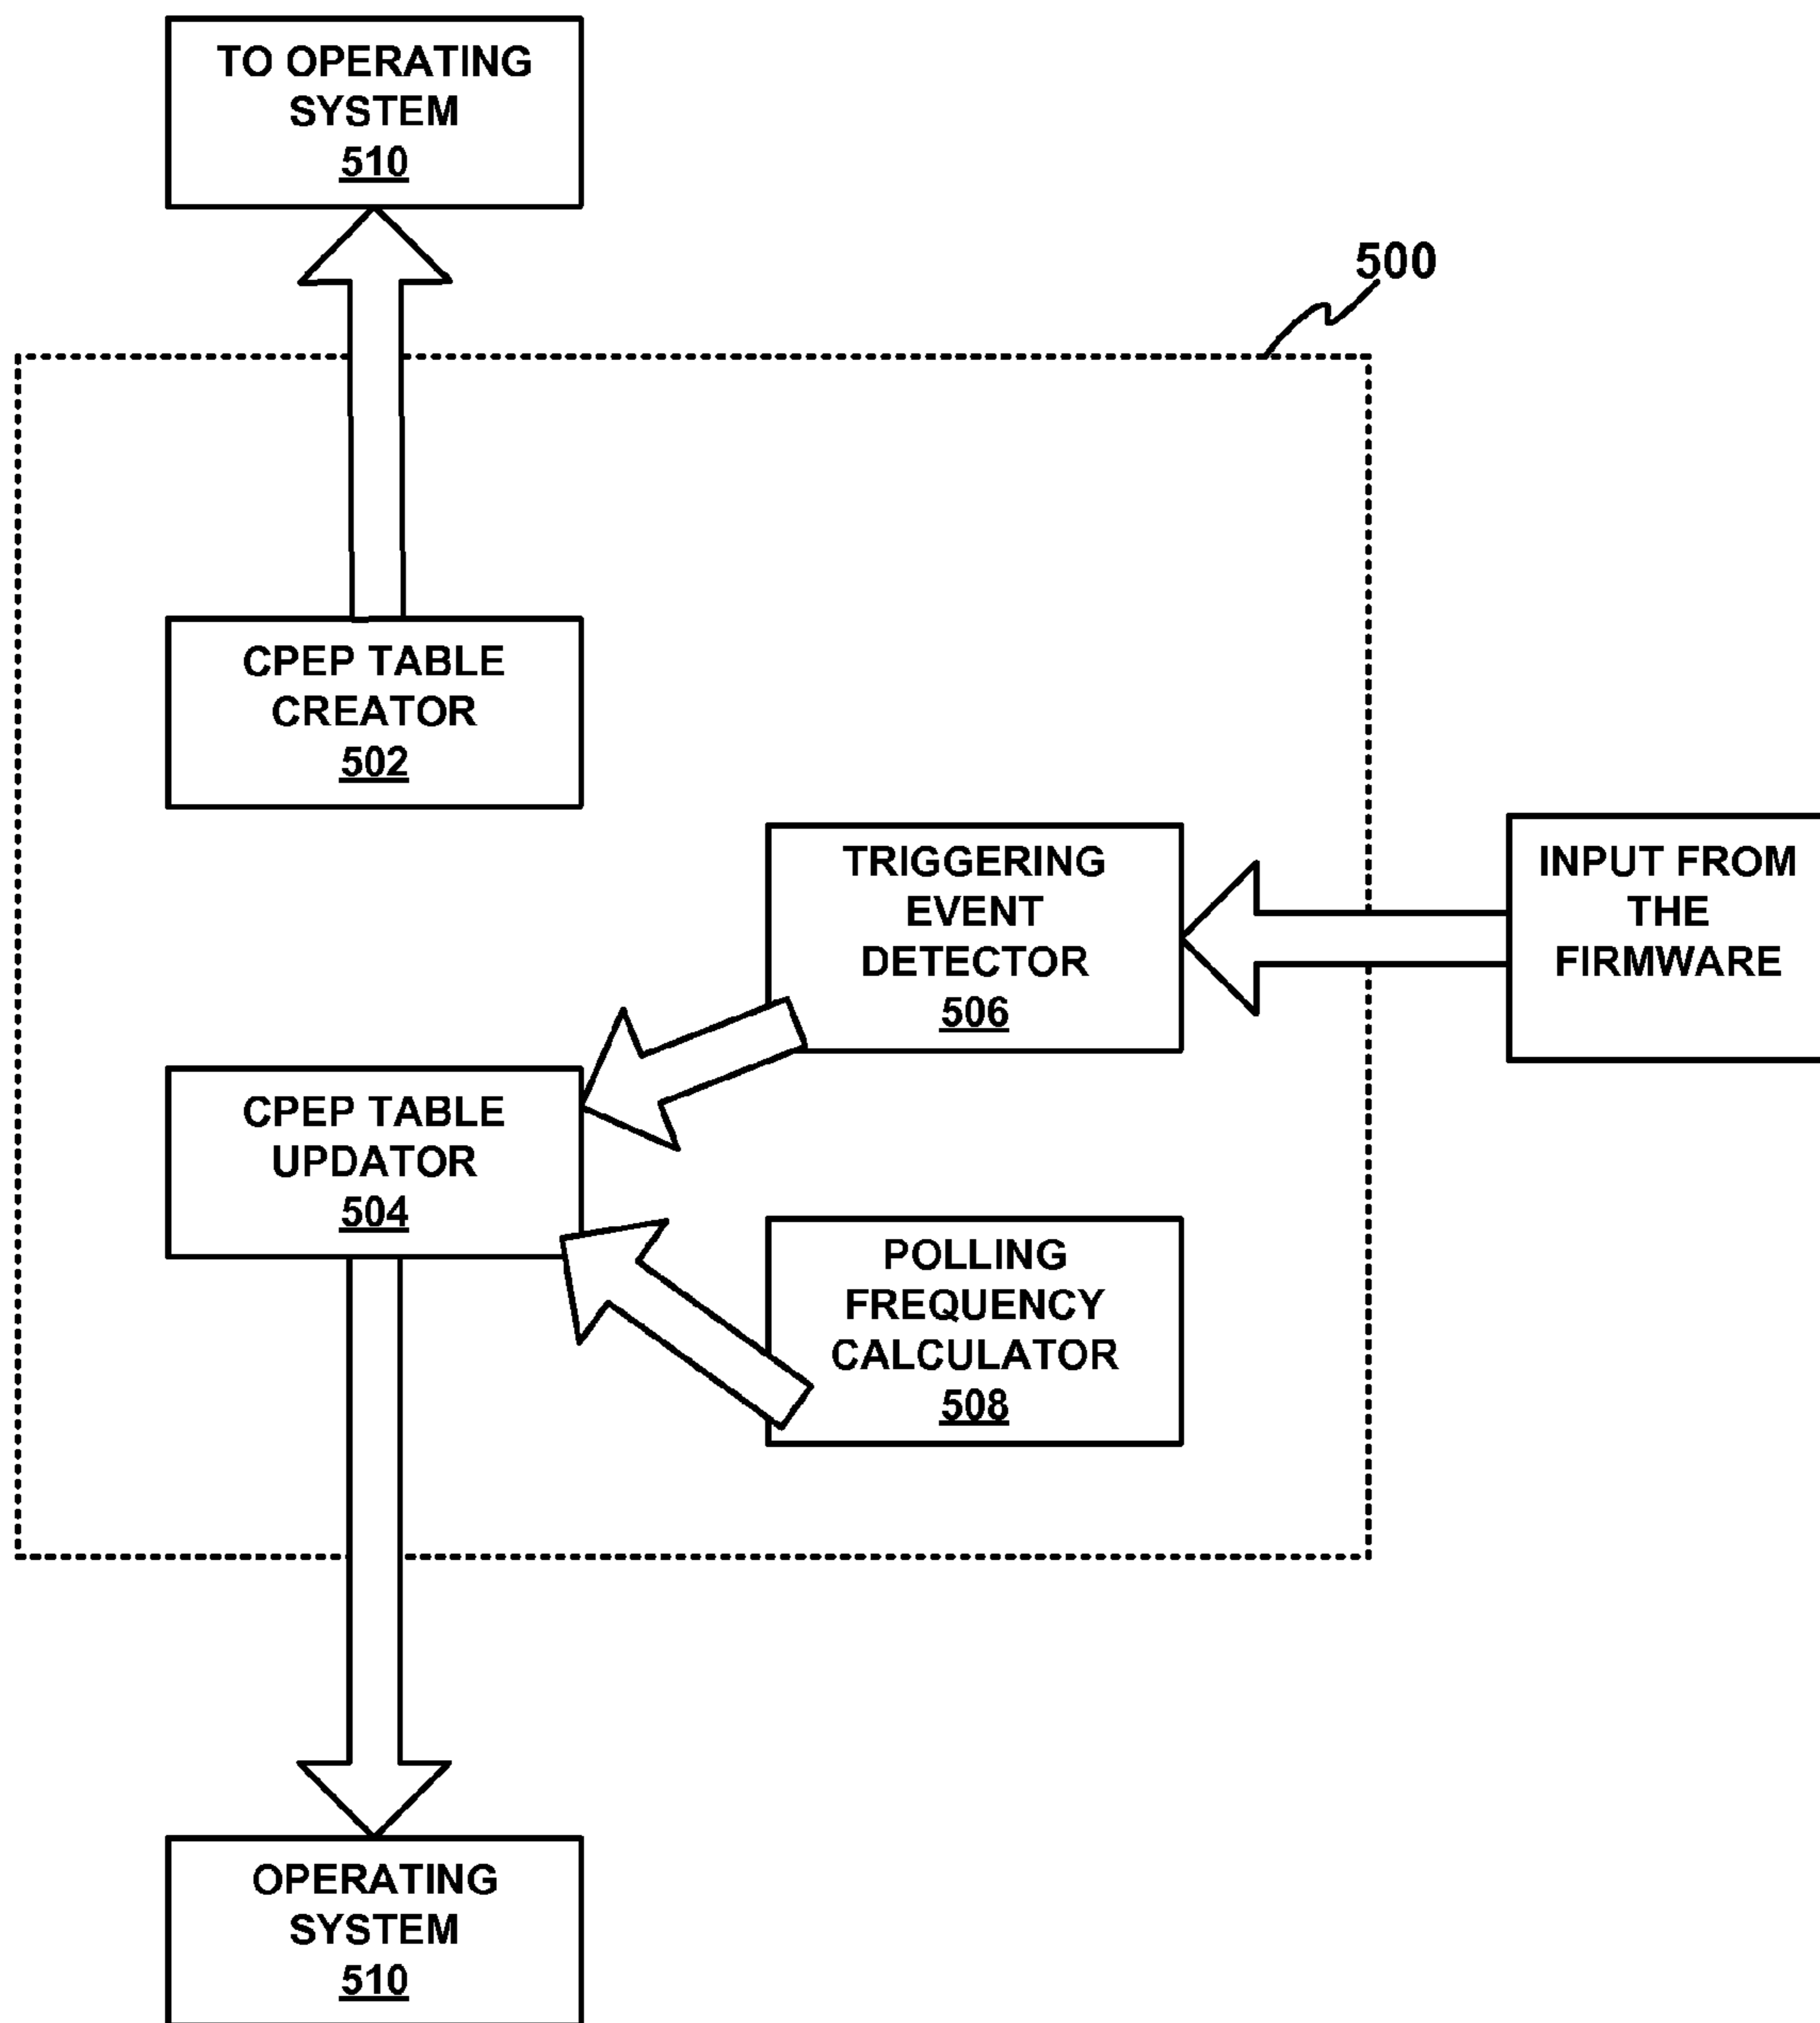 TO OPERATING
SYSTEM
510
500
CPEP TABLE
CREATOR
502
TRIGGERING
EVENT
DETECTOR
506
INPUT FROM
THE
FIRMWARE
CPEP TABLE
UPDATOR
504
POLLING
FREQUENCY
CALCULATOR
508
OPERATING
SYSTEM
510